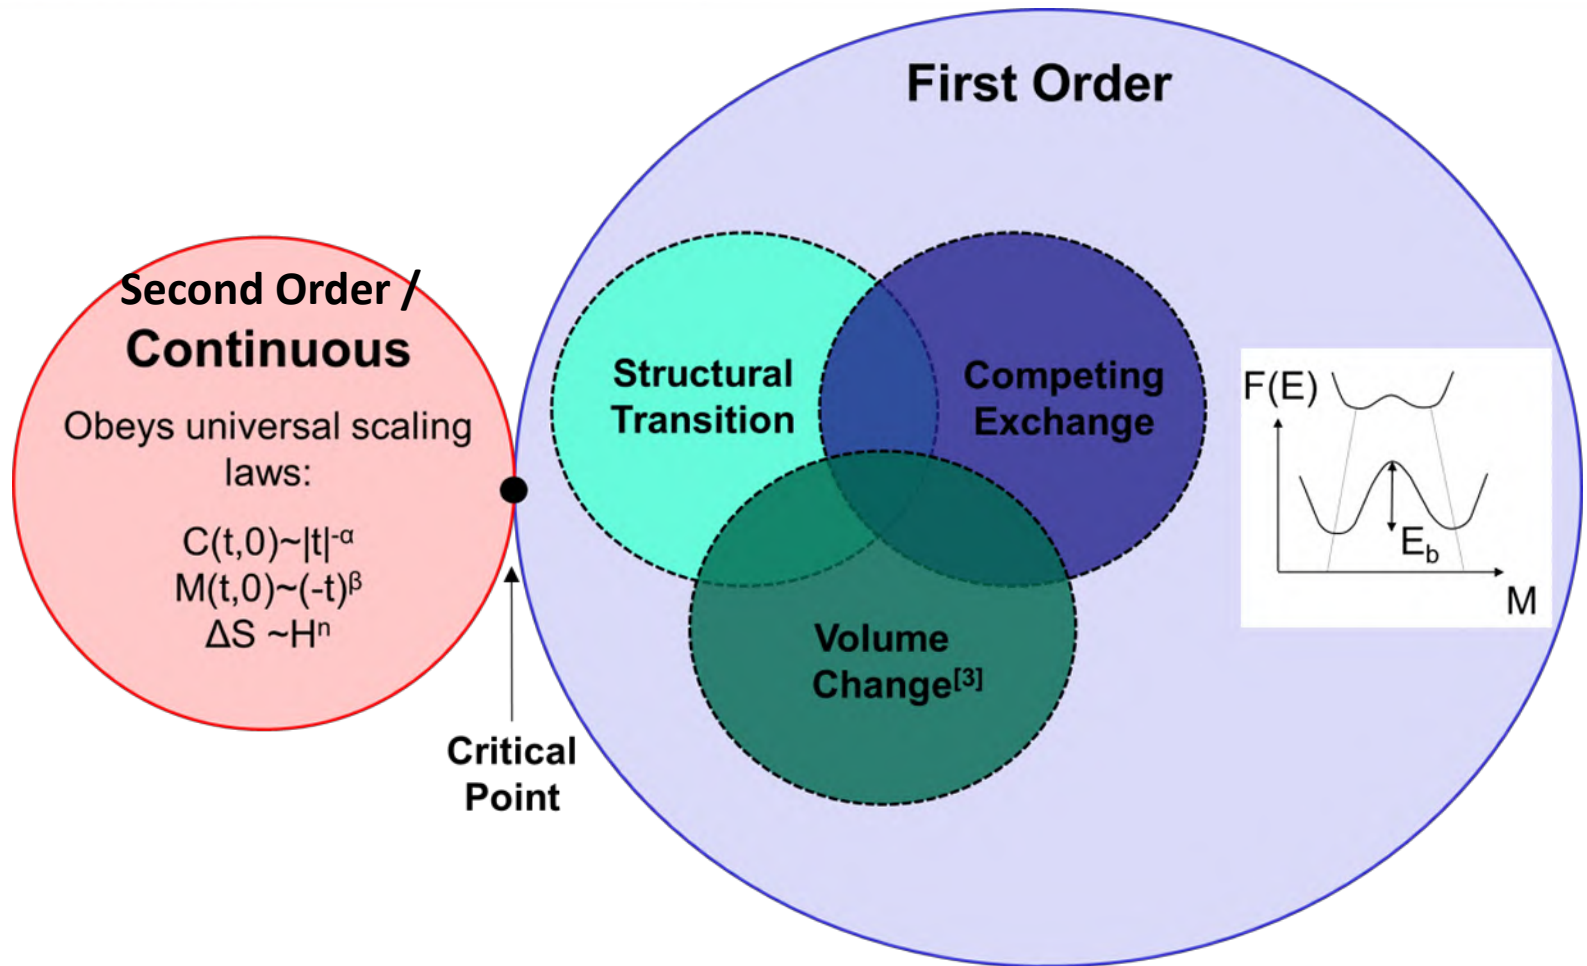 First Order
Second Order /
Continuous
Obeys universal scaling
laws:
C(t,0)~|t|⁻ᵅ
M(t,0)~(-t)ᵝ
ΔS ~Hⁿ
Critical
Point
Structural
Transition
Competing
Exchange
Volume
Change[3]
F(E)
E_b
M